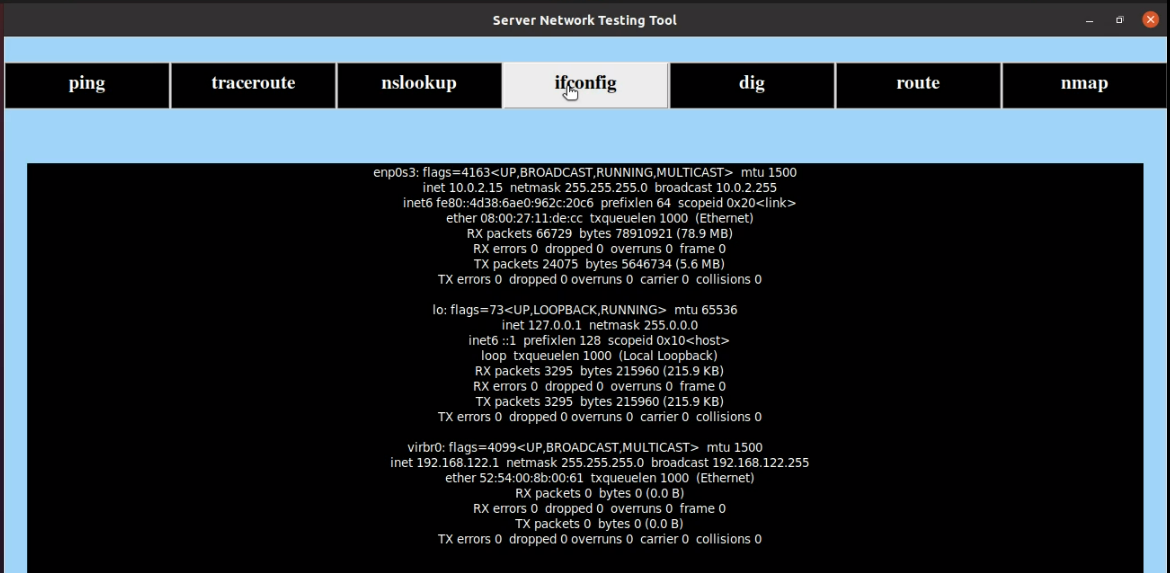 Server Network Testing Tool
ping traceroute nslookup ifconfig dig route nmap
enp0s3: flags=4163<UP,BROADCAST,RUNNING,MULTICAST>  mtu 1500
inet 10.0.2.15  netmask 255.255.255.0  broadcast 10.0.2.255
inet6 fe80::4d38:6ae0:962c:20c6  prefixlen 64  scopeid 0x20<link>
ether 08:00:27:11:de:cc  txqueuelen 1000  (Ethernet)
RX packets 66729  bytes 78910921 (78.9 MB)
RX errors 0  dropped 0  overruns 0  frame 0
TX packets 24075  bytes 5646734 (5.6 MB)
TX errors 0  dropped 0 overruns 0  carrier 0  collisions 0
lo: flags=73<UP,LOOPBACK,RUNNING>  mtu 65536
inet 127.0.0.1  netmask 255.0.0.0
inet6 ::1  prefixlen 128  scopeid 0x10<host>
loop  txqueuelen 1000  (Local Loopback)
RX packets 3295  bytes 215960 (215.9 KB)
RX errors 0  dropped 0  overruns 0  frame 0
TX packets 3295  bytes 215960 (215.9 KB)
TX errors 0  dropped 0 overruns 0  carrier 0  collisions 0
virbr0: flags=4099<UP,BROADCAST,MULTICAST>  mtu 1500
inet 192.168.122.1  netmask 255.255.255.0  broadcast 192.168.122.255
ether 52:54:00:8b:00:61  txqueuelen 1000  (Ethernet)
RX packets 0  bytes 0 (0.0 B)
RX errors 0  dropped 0  overruns 0  frame 0
TX packets 0  bytes 0 (0.0 B)
TX errors 0  dropped 0 overruns 0  carrier 0  collisions 0